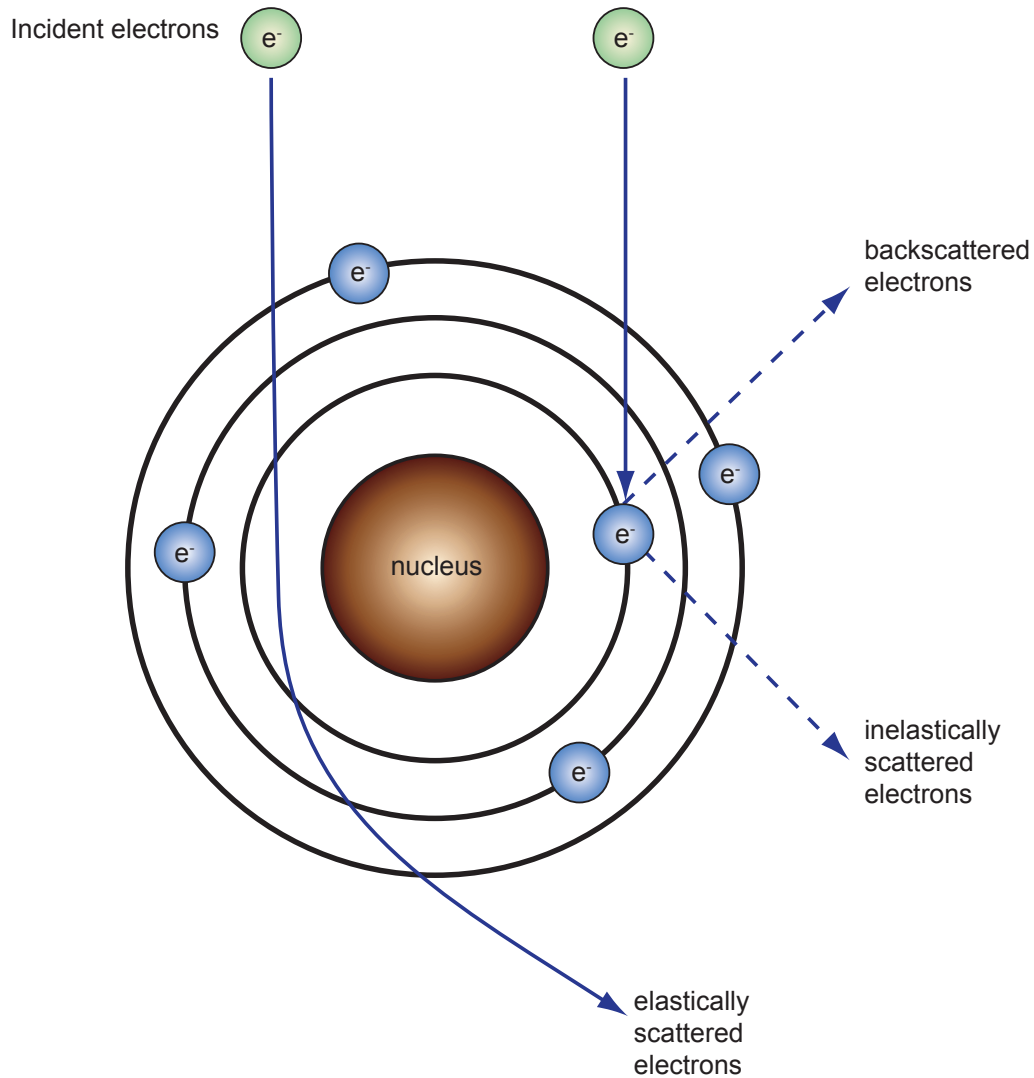 Incident electrons
e-
e-
e-
backscattered
electrons
e-
e-
e-
nucleus
inelastically
scattered
electrons
e-
elastically
scattered
electrons